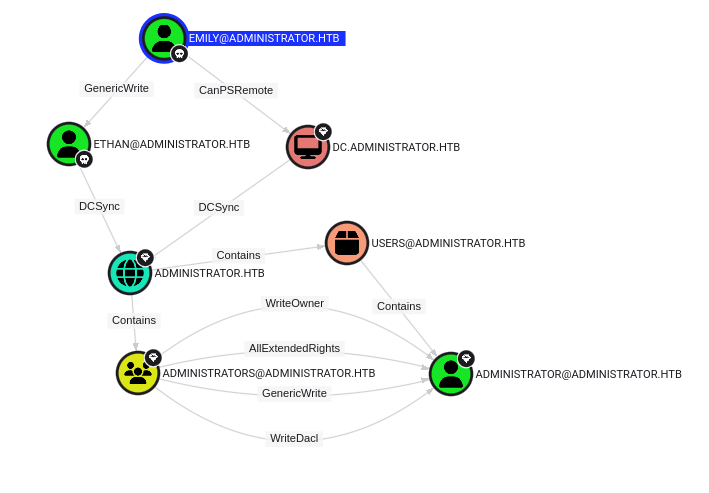 EMILY@ADMINISTRATOR.HTB
GenericWrite
CanPSRemote
ETHAN@ADMINISTRATOR.HTB
DC.ADMINISTRATOR.HTB
DCSync
DCSync
USERS@ADMINISTRATOR.HTB
Contains
ADMINISTRATOR.HTB
WriteOwner
Contains
Contains
AllExtendedRights
ADMINISTRATORS@ADMINISTRATOR.HTB
ADMINISTRATOR@ADMINISTRATOR.HTB
GenericWrite
WriteDacl